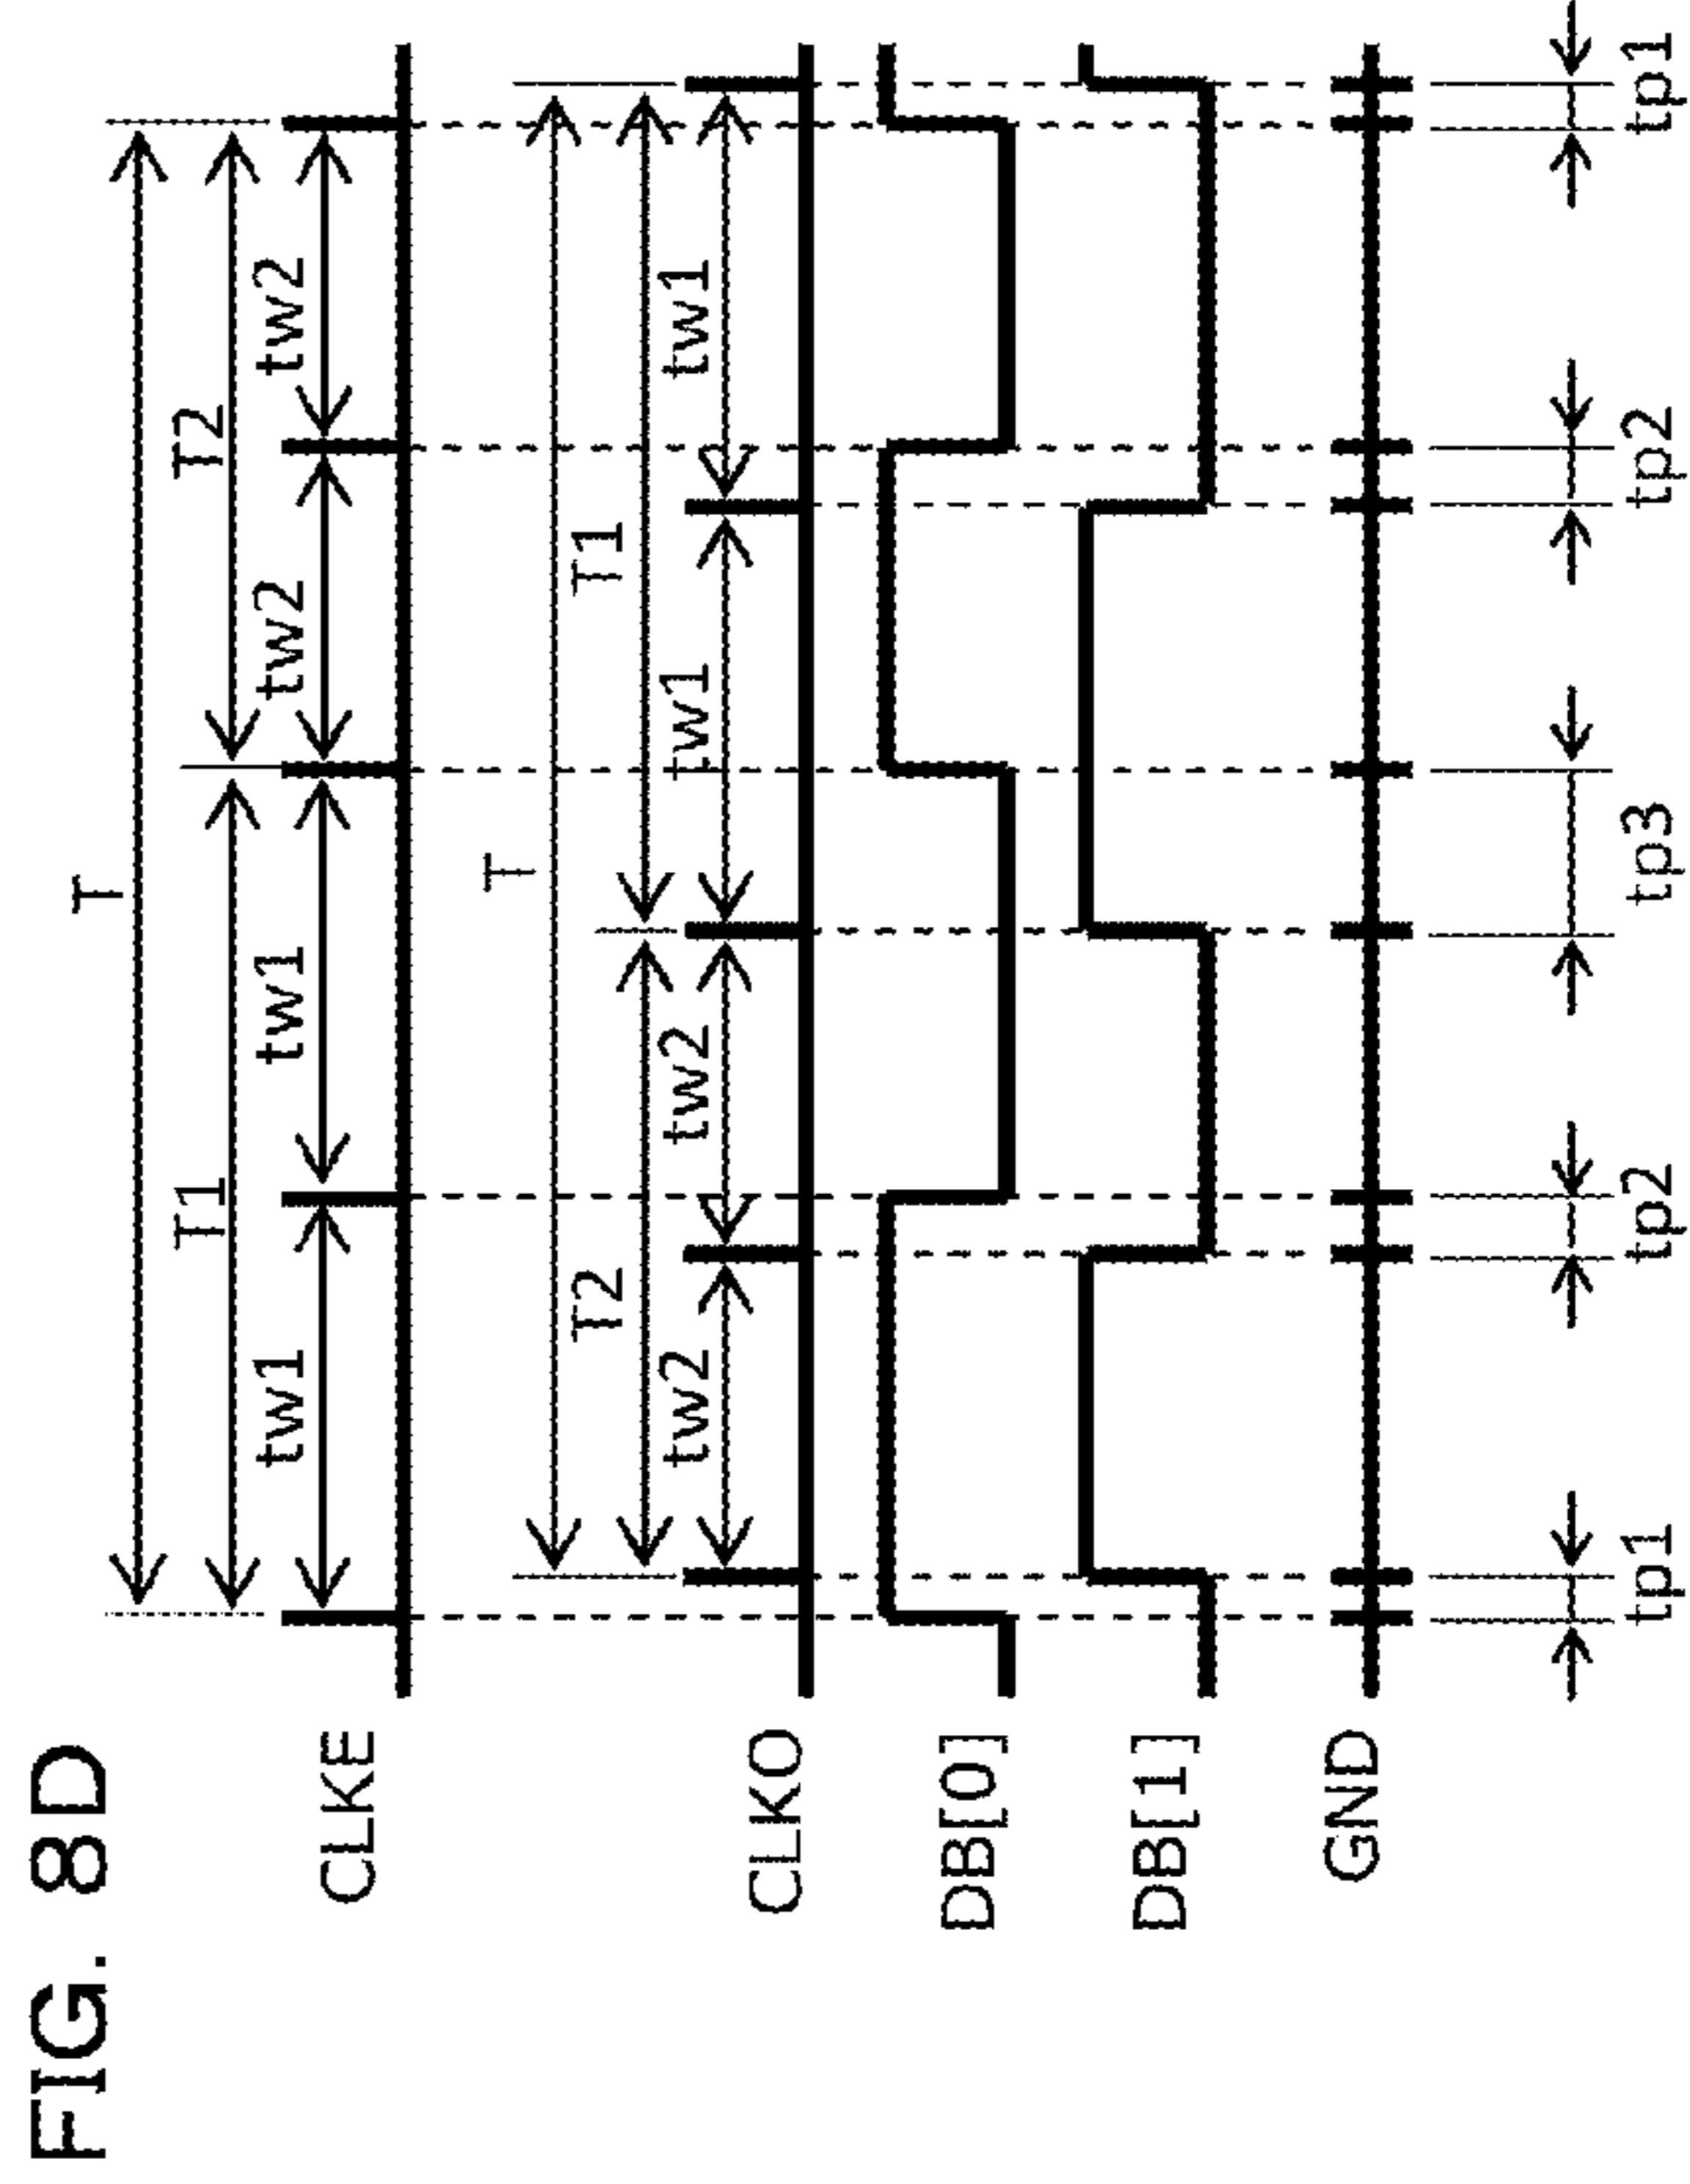 FIG. 8D
T
T1
T2
CLKE
tw1
tw1
tw2
tw2
T
T2
T1
CLKO
tw2
tw2
tw1
tw1
DB[0]
DB[1]
GND
tp1
tp2
tp3
tp2
tp1